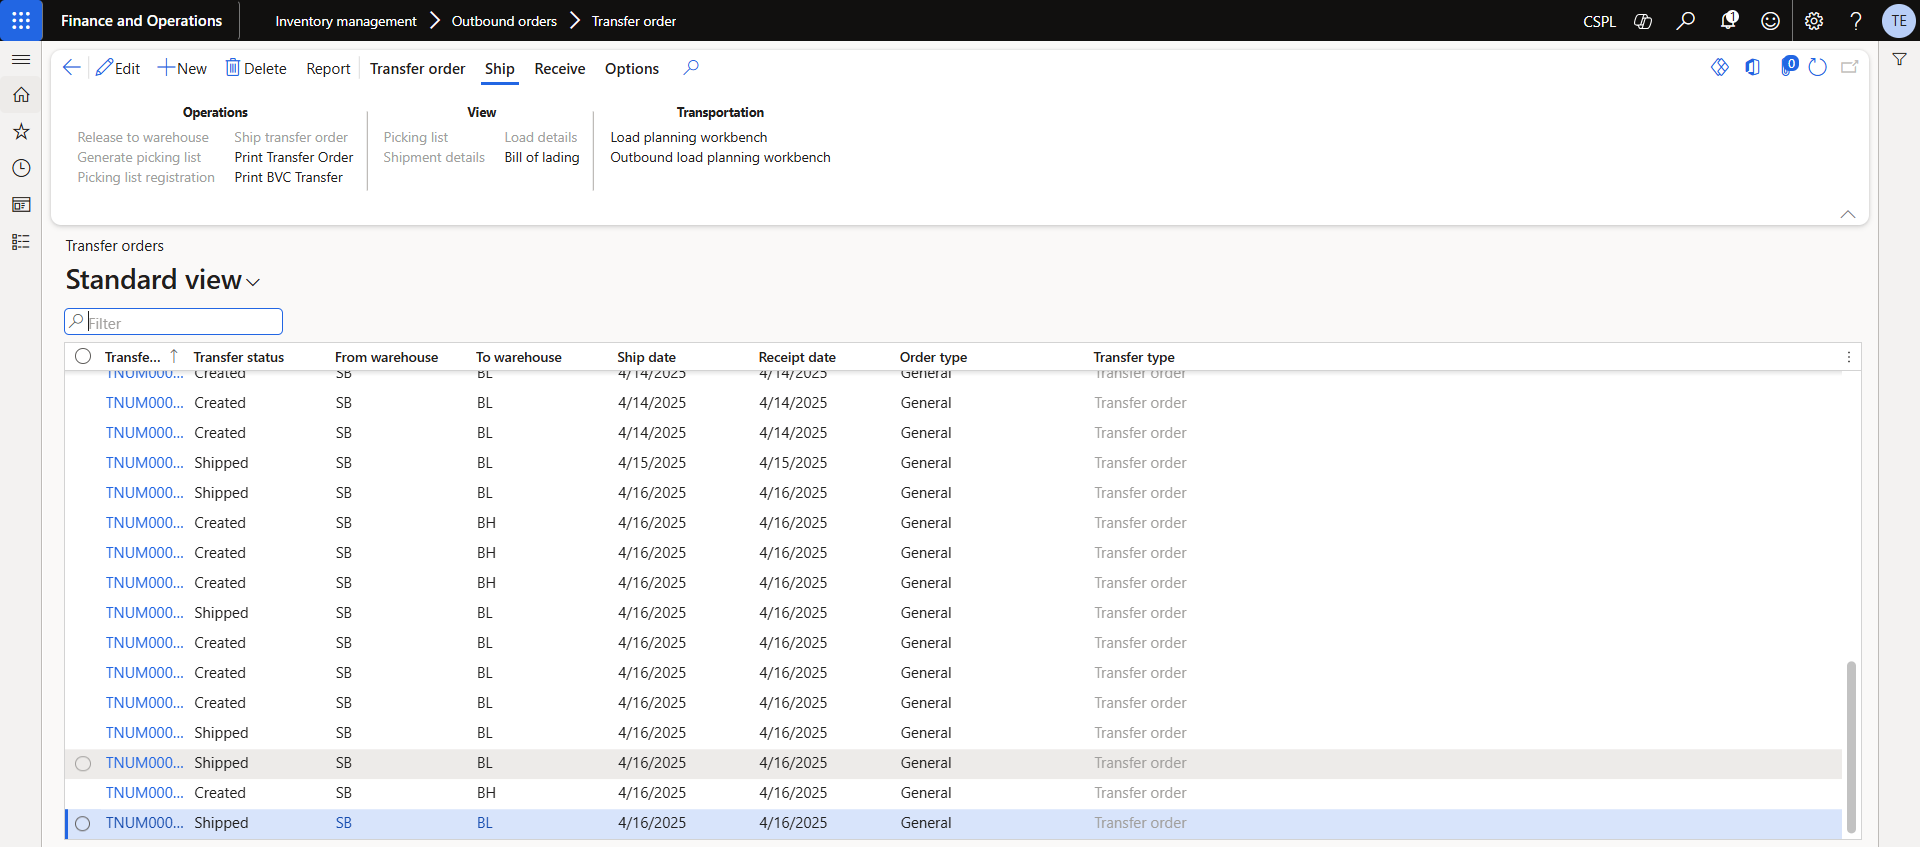 Finance and Operations Inventory management Outbound orders Transfer order CSPL 1 TE
Edit New Delete Report Transfer order Ship Receive Options 0
Operations View Transportation
Release to warehouse Ship transfer order Picking list Load details Load planning workbench
Generate picking list Print Transfer Order Shipment details Bill of lading Outbound load planning workbench
Picking list registration Print BVC Transfer
Transfer orders
Standard view
Filter
Transfe... Transfer status From warehouse To warehouse Ship date Receipt date Order type Transfer type
TNUM000... Created SB BL 4/14/2025 4/14/2025 General Transfer order
TNUM000... Created SB BL 4/14/2025 4/14/2025 General Transfer order
TNUM000... Created SB BL 4/14/2025 4/14/2025 General Transfer order
TNUM000... Shipped SB BL 4/15/2025 4/15/2025 General Transfer order
TNUM000... Shipped SB BL 4/16/2025 4/16/2025 General Transfer order
TNUM000... Created SB BH 4/16/2025 4/16/2025 General Transfer order
TNUM000... Created SB BH 4/16/2025 4/16/2025 General Transfer order
TNUM000... Created SB BH 4/16/2025 4/16/2025 General Transfer order
TNUM000... Shipped SB BL 4/16/2025 4/16/2025 General Transfer order
TNUM000... Created SB BL 4/16/2025 4/16/2025 General Transfer order
TNUM000... Created SB BL 4/16/2025 4/16/2025 General Transfer order
TNUM000... Created SB BL 4/16/2025 4/16/2025 General Transfer order
TNUM000... Shipped SB BL 4/16/2025 4/16/2025 General Transfer order
TNUM000... Shipped SB BL 4/16/2025 4/16/2025 General Transfer order
TNUM000... Created SB BH 4/16/2025 4/16/2025 General Transfer order
TNUM000... Shipped SB BL 4/16/2025 4/16/2025 General Transfer order